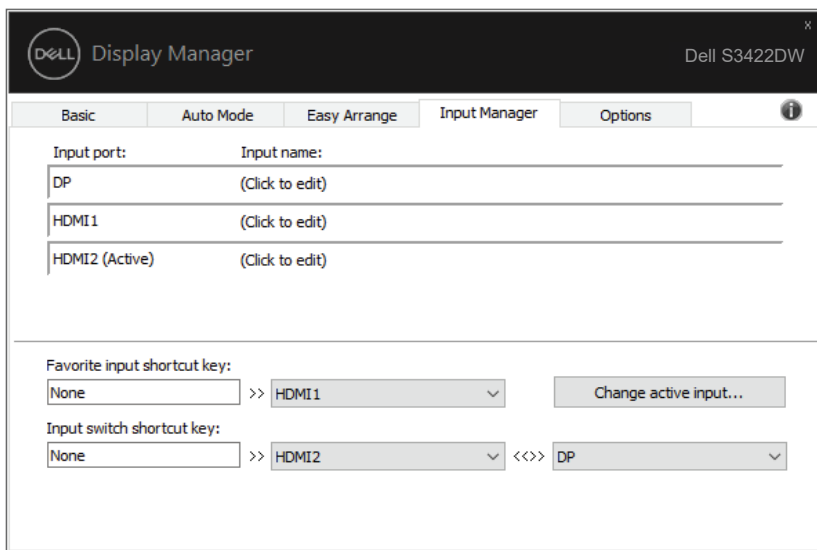 x
DELL Display Manager Dell S3422DW
Basic Auto Mode Easy Arrange Input Manager Options i
Input port: Input name:
DP (Click to edit)
HDMI1 (Click to edit)
HDMI2 (Active) (Click to edit)
Favorite input shortcut key:
None >> HDMI1 Change active input...
Input switch shortcut key:
None >> HDMI2 <<>> DP